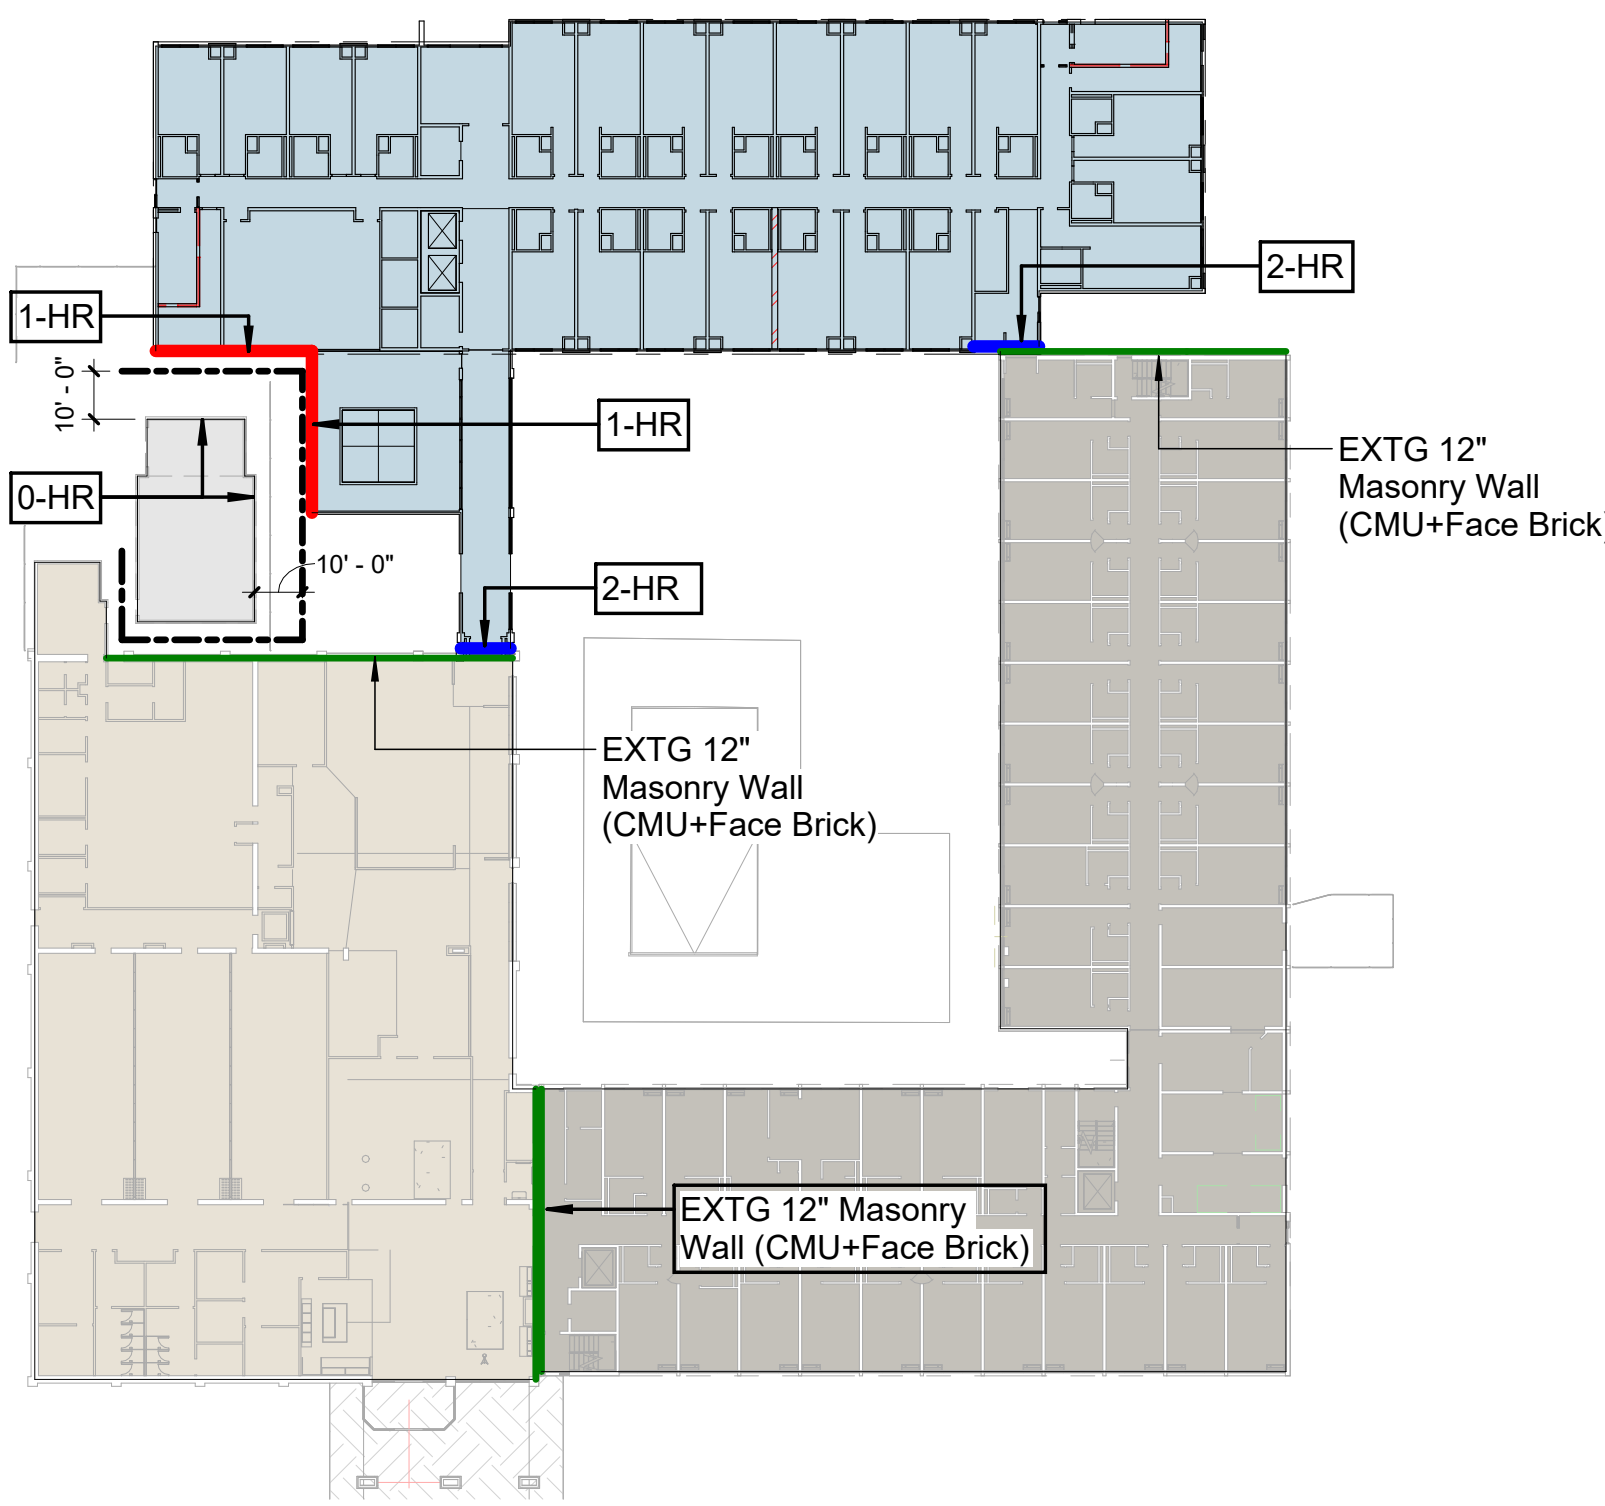 2-HR
1-HR
10' - 0"
1-HR
0-HR
EXTG 12"
Masonry Wall
(CMU+Face Brick)
10' - 0"
2-HR
EXTG 12"
Masonry Wall
(CMU+Face Brick)
EXTG 12" Masonry
Wall (CMU+Face Brick)